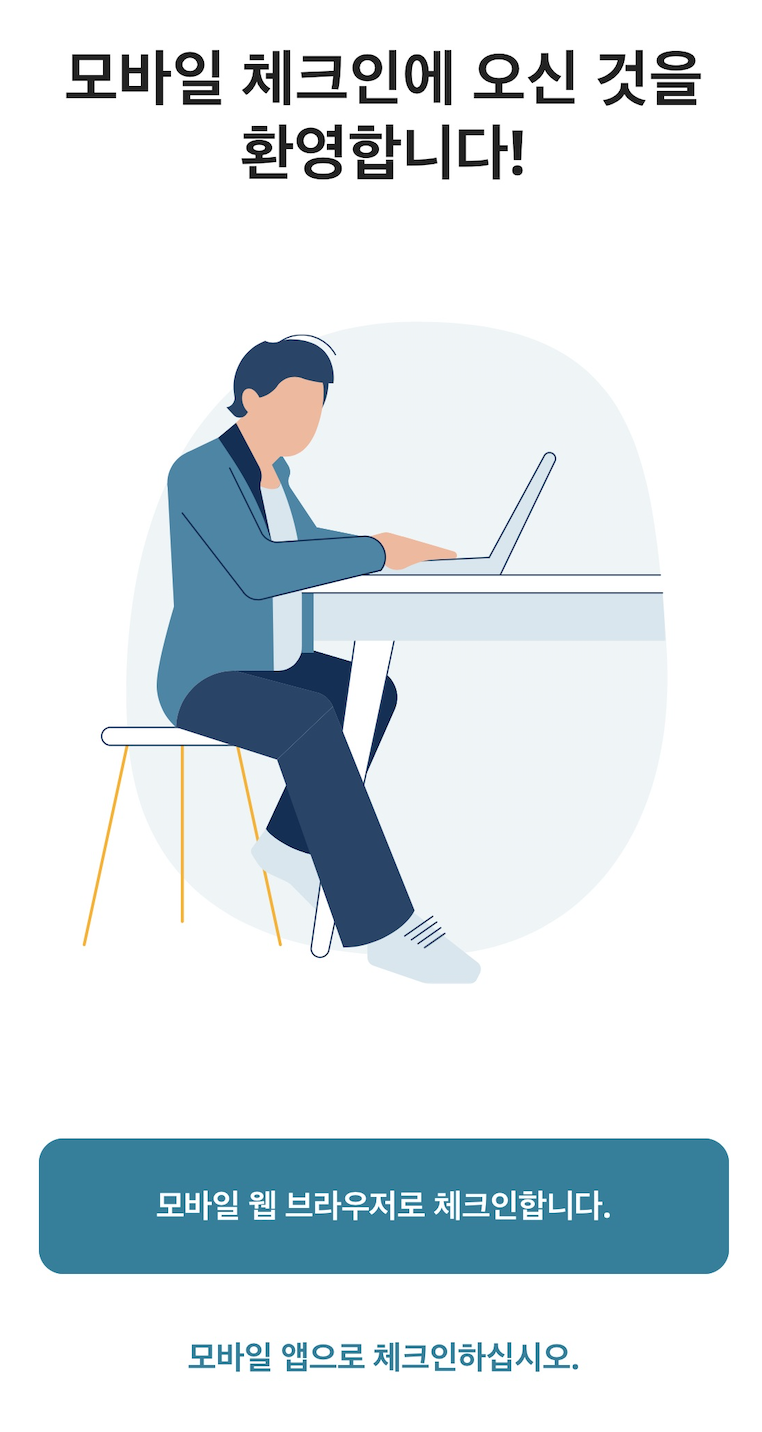 모바일 체크인에 오신 것을
환영합니다!
모바일 웹 브라우저로 체크인합니다.
모바일 앱으로 체크인하십시오.